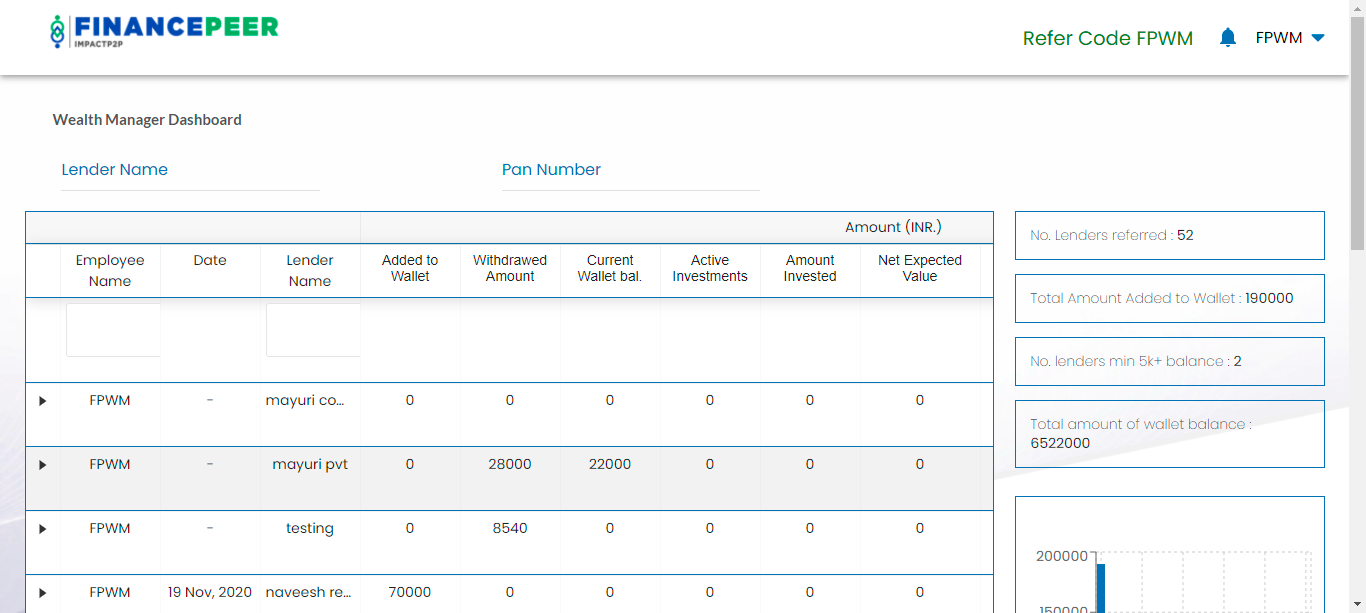 FINANCEPEER
IMPACTP2P
Refer Code FPWM
FPWM
Wealth Manager Dashboard
Lender Name
Pan Number
Amount (INR.)
Employee Name
Date
Lender Name
Added to Wallet
Withdrawed Amount
Current Wallet bal.
Active Investments
Amount Invested
Net Expected Value
FPWM - mayuri co... 0 0 0 0 0 0
FPWM - mayuri pvt 0 28000 22000 0 0 0
FPWM - testing 0 8540 0 0 0 0
FPWM 19 Nov, 2020 naveesh re... 70000 0 0 0 0 0
No. Lenders referred : 52
Total Amount Added to Wallet : 190000
No. lenders min 5k+ balance : 2
Total amount of wallet balance :
6522000
200000
150000